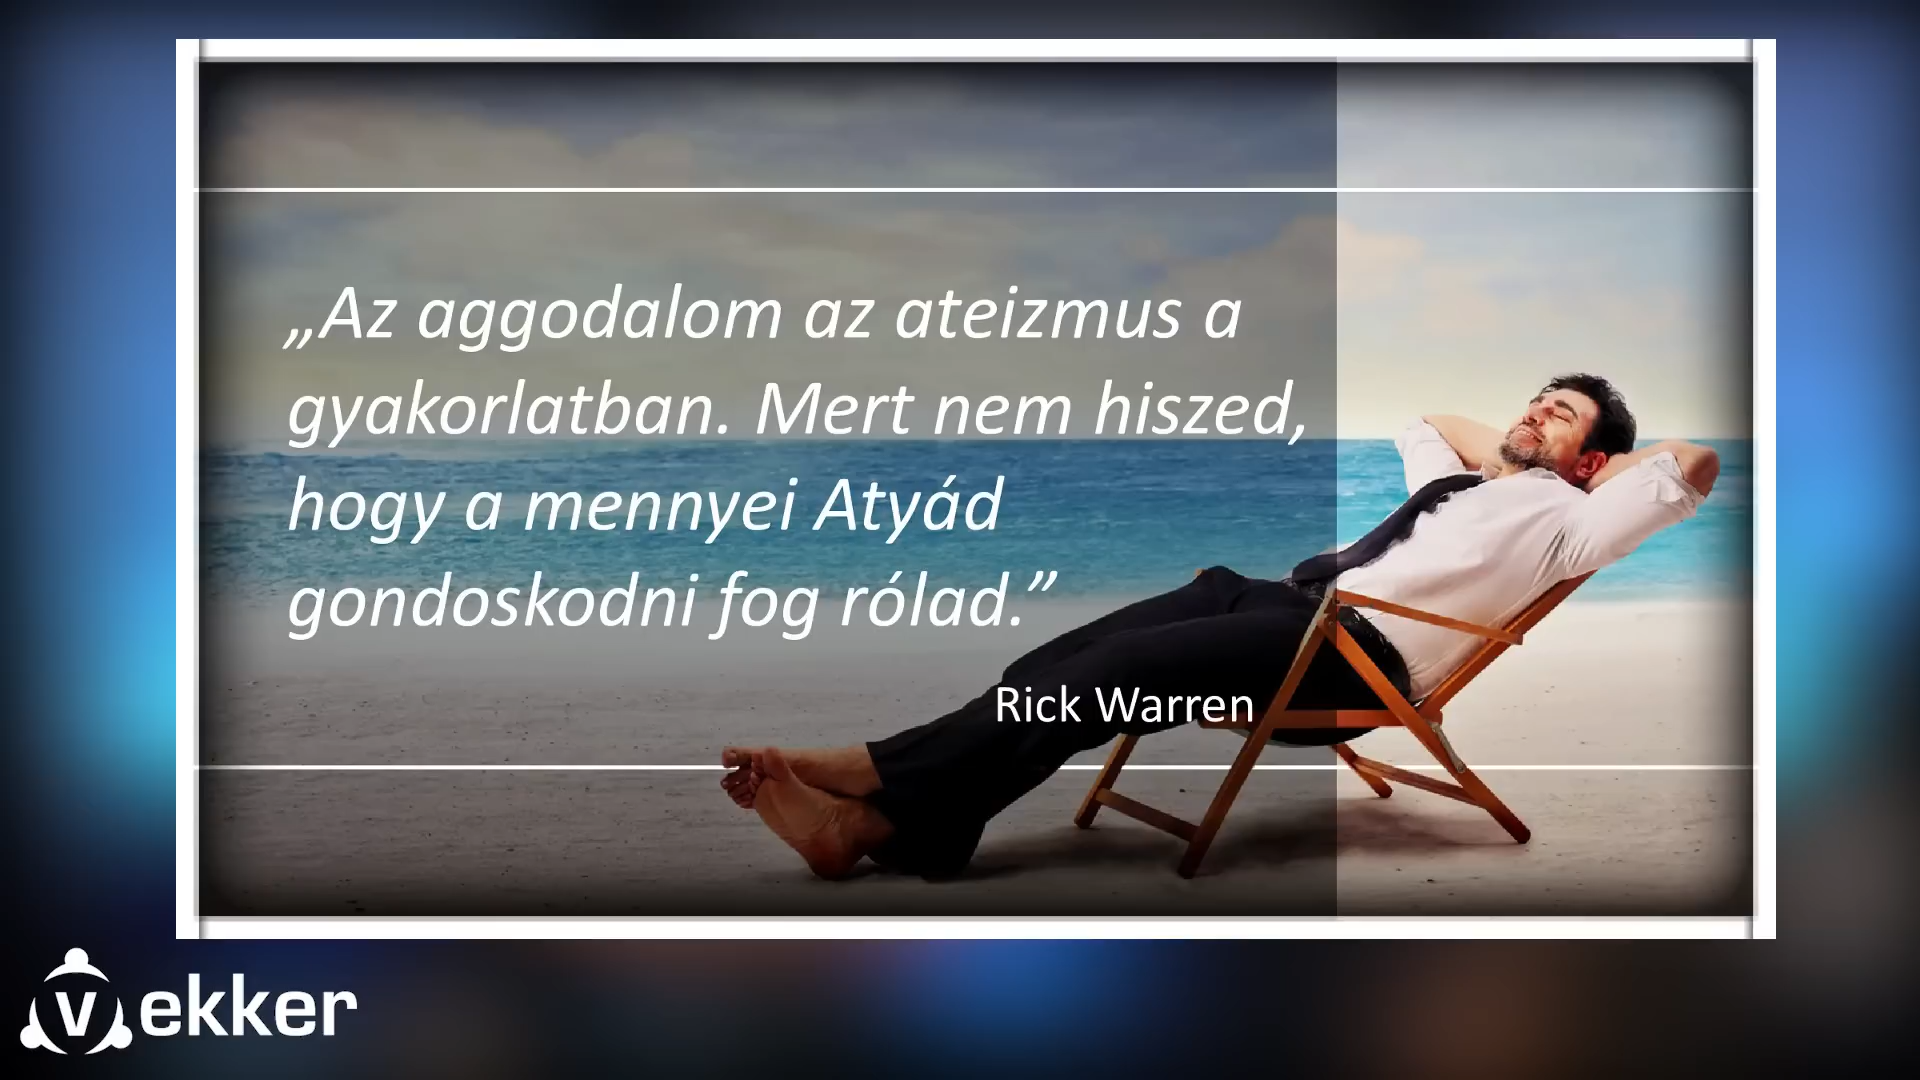 „Az aggodalom az ateizmus a
gyakorlatban. Mert nem hiszed,
hogy a mennyei Atyád
gondoskodni fog rólad.”
Rick Warren
vekker